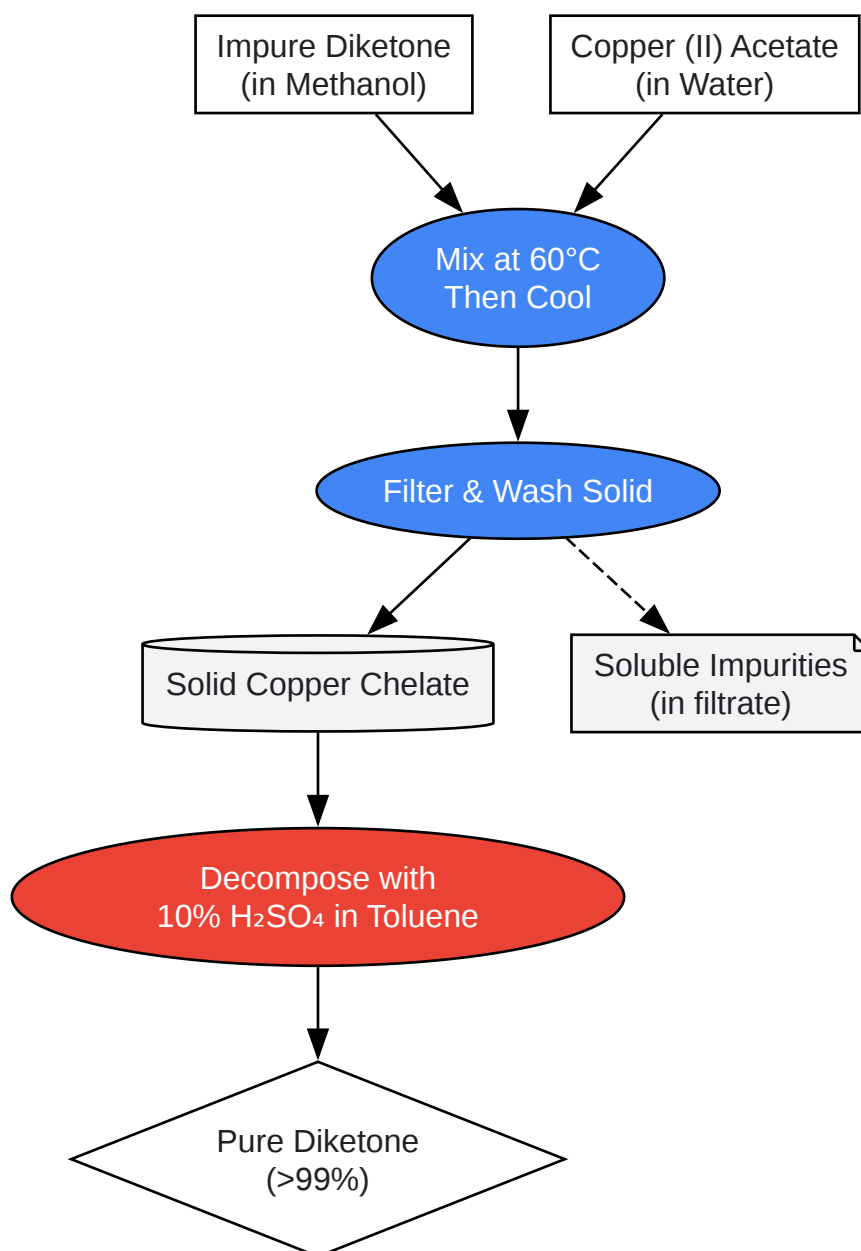 Impure Diketone
(in Methanol)
Copper (II) Acetate
(in Water)
Mix at 60°C
Then Cool
Filter & Wash Solid
Solid Copper Chelate
Soluble Impurities
(in filtrate)
Decompose with
10% H₂SO₄ in Toluene
Pure Diketone
(>99%)